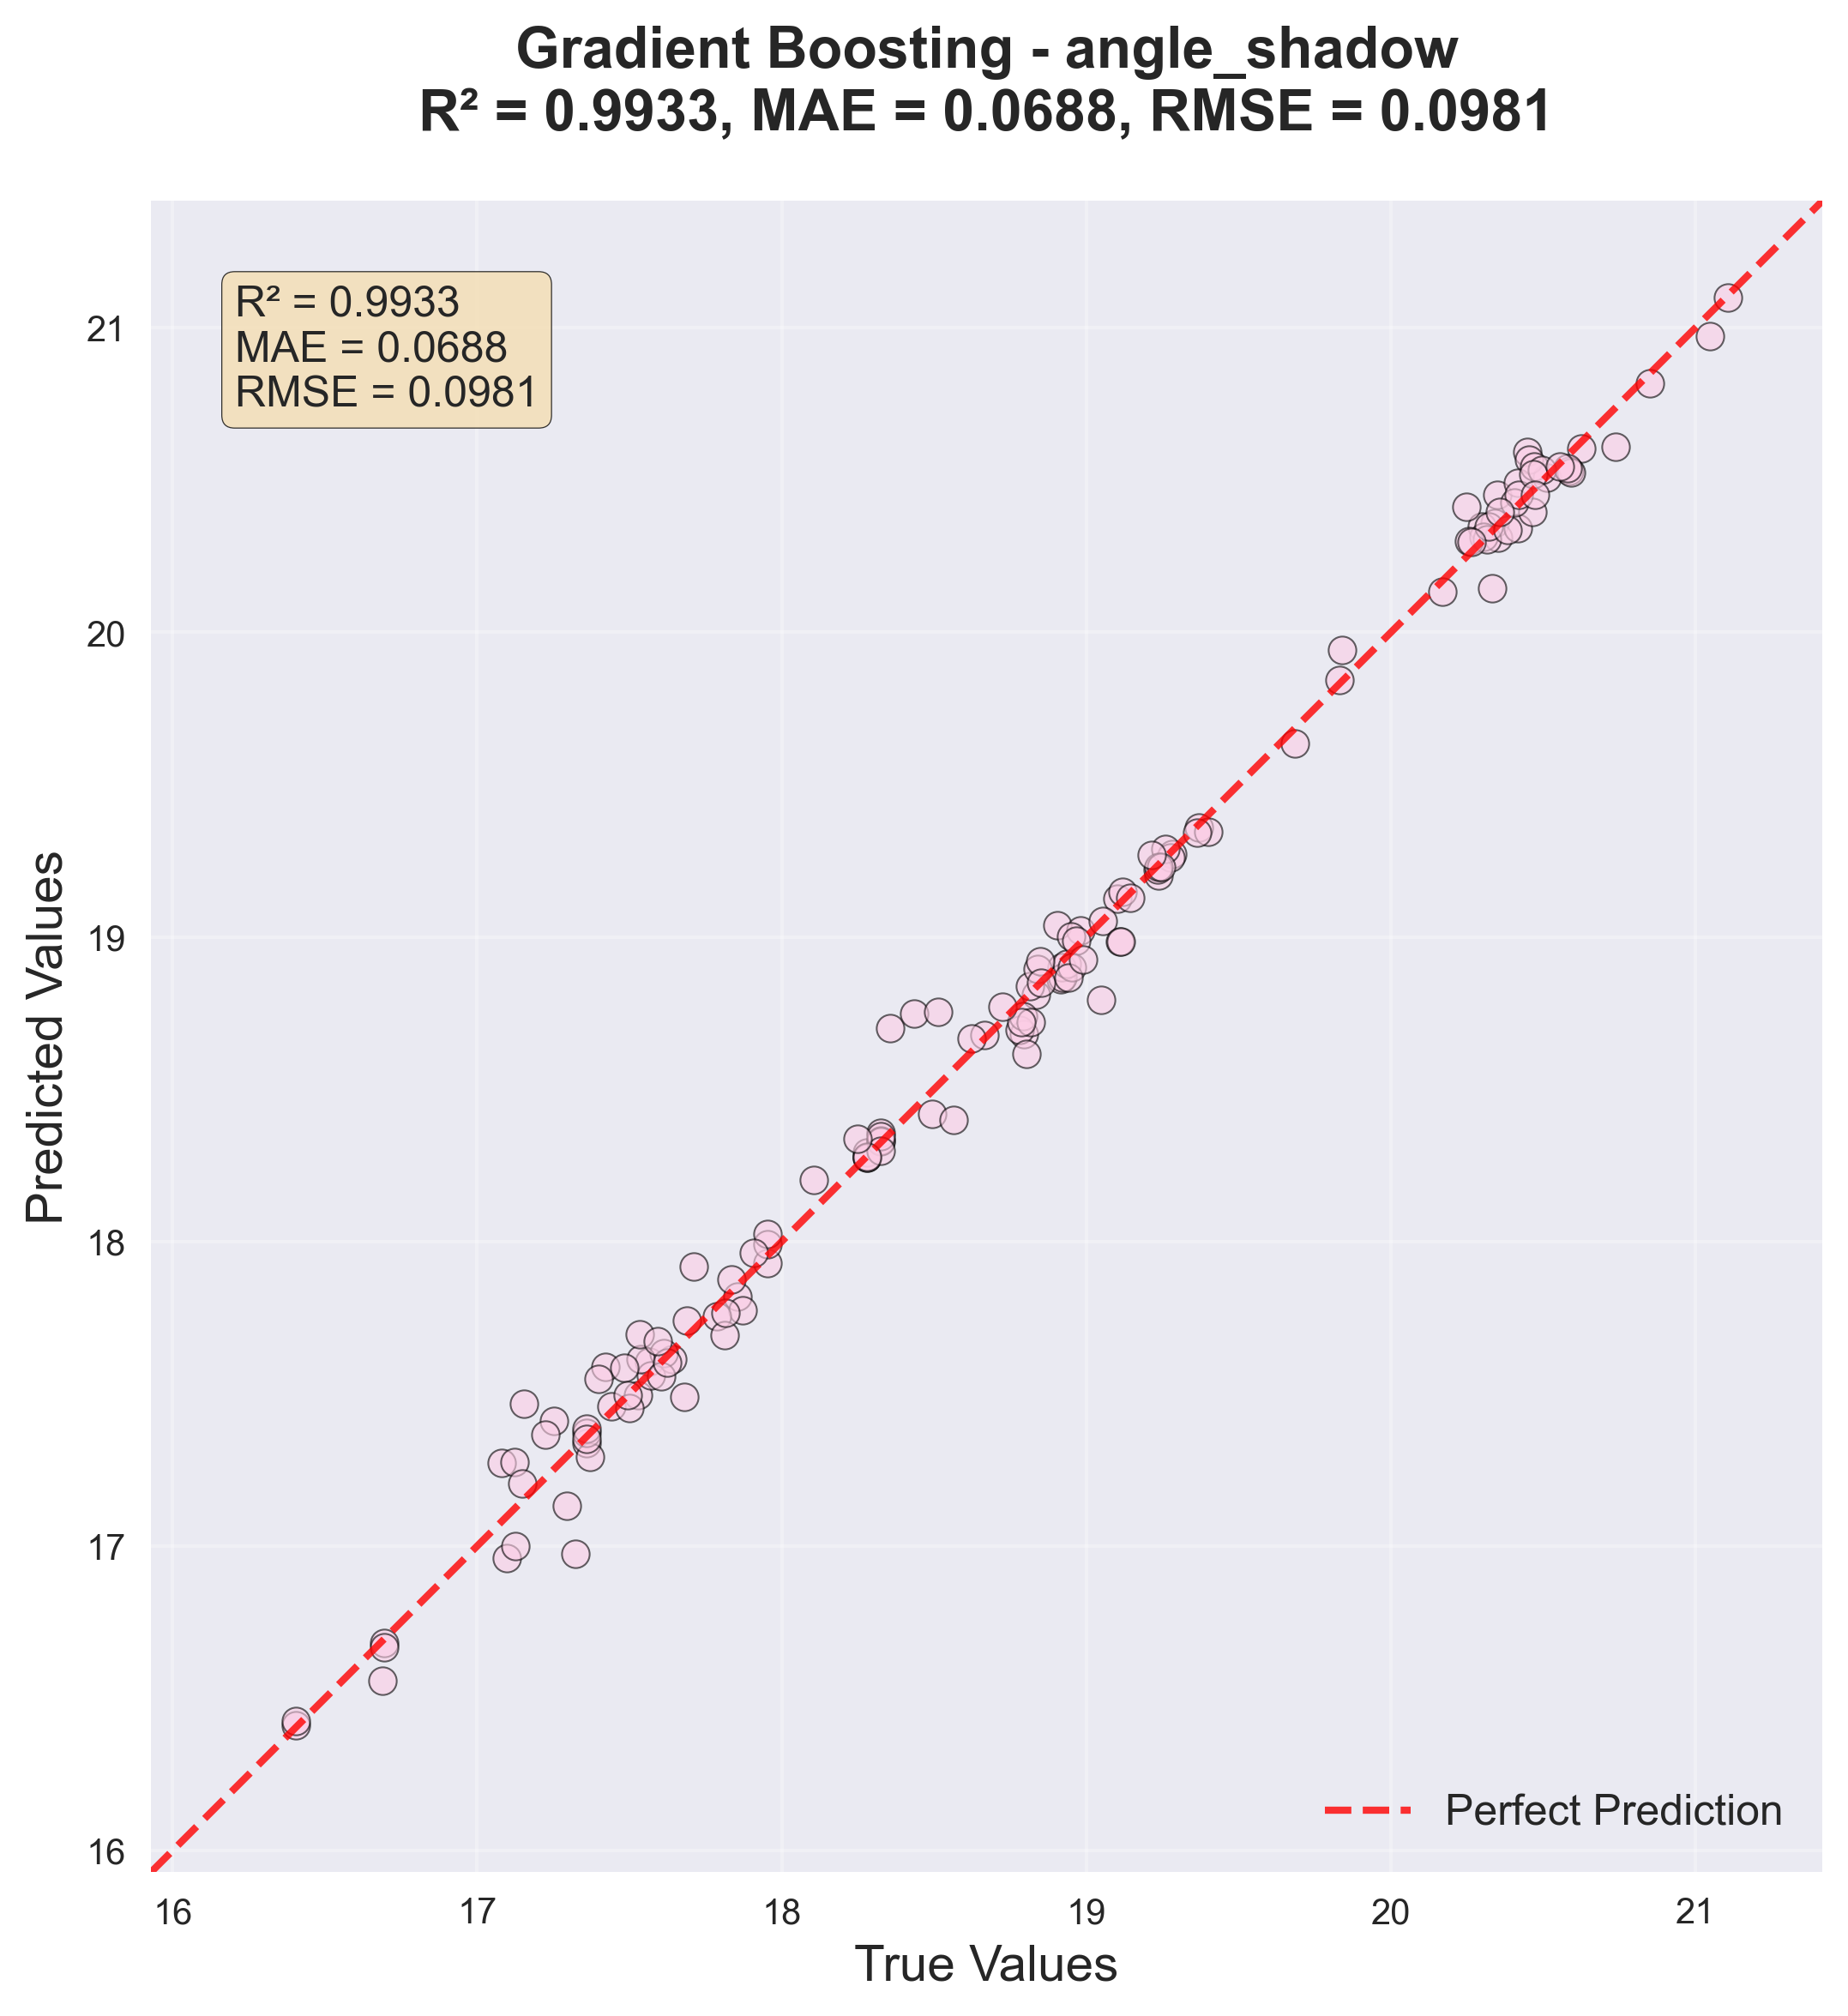 Gradient Boosting - angle_shadow
R² = 0.9933, MAE = 0.0688, RMSE = 0.0981
R² = 0.9933
MAE = 0.0688
RMSE = 0.0981
21
20
19
18
17
16
Predicted Values
Perfect Prediction
16 17 18 19 20 21
True Values